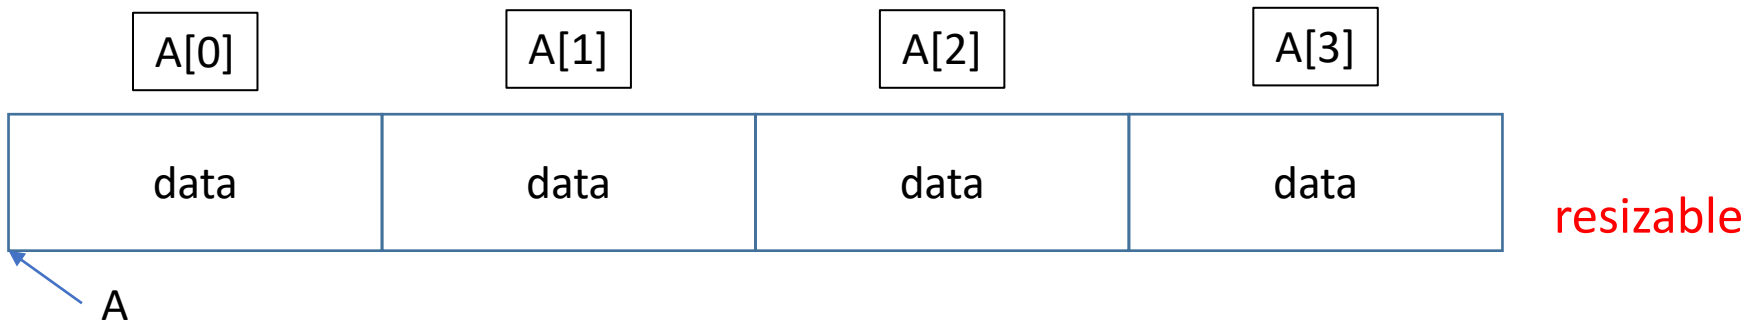 A[0] A[1] A[2] A[3]
data data data data
resizable
A